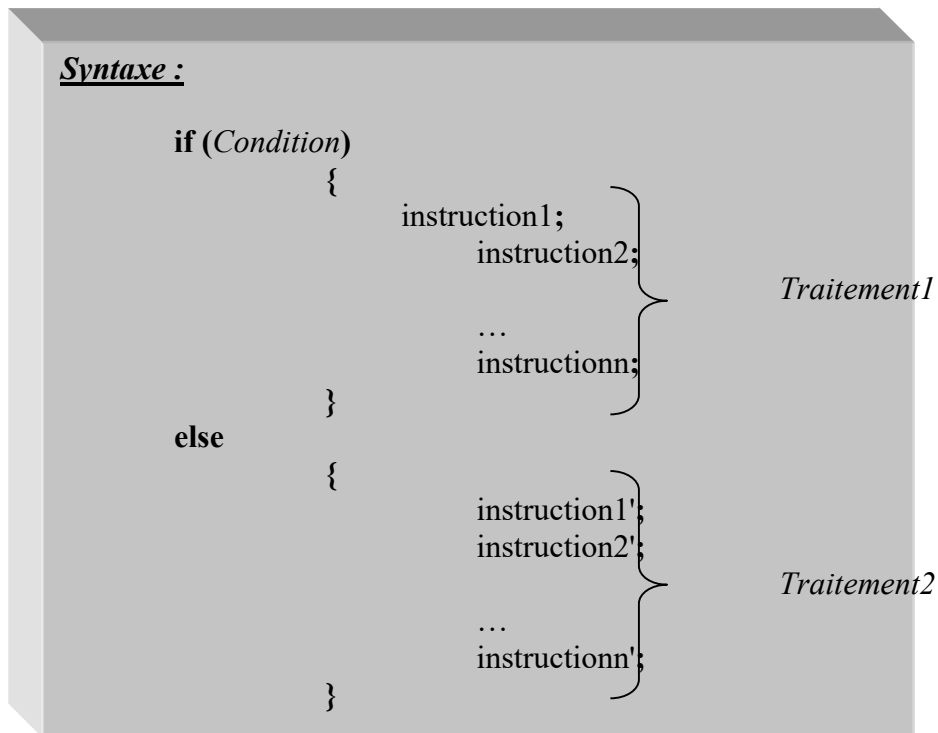 Syntaxe :
if (Condition)
{
instruction1;
instruction2;
Traitement1
…
instructionn;
}
else
{
instruction1';
instruction2';
Traitement2
…
instructionn';
}